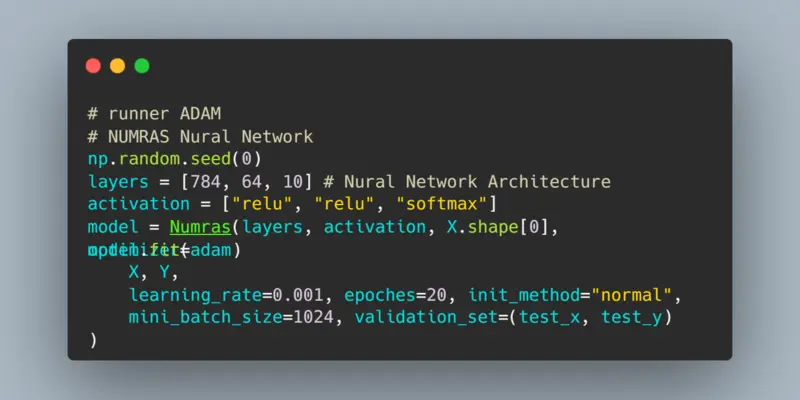 # runner ADAM
# NUMRAS Nural Network
np.random.seed(0)
layers = [784, 64, 10] # Nural Network Architecture
activation = ["relu", "relu", "softmax"]
model = Numras(layers, activation, X.shape[0],
optimizer=adam)
model.fit(
X, Y,
learning_rate=0.001, epoches=20, init_method="normal",
mini_batch_size=1024, validation_set=(test_x, test_y)
)